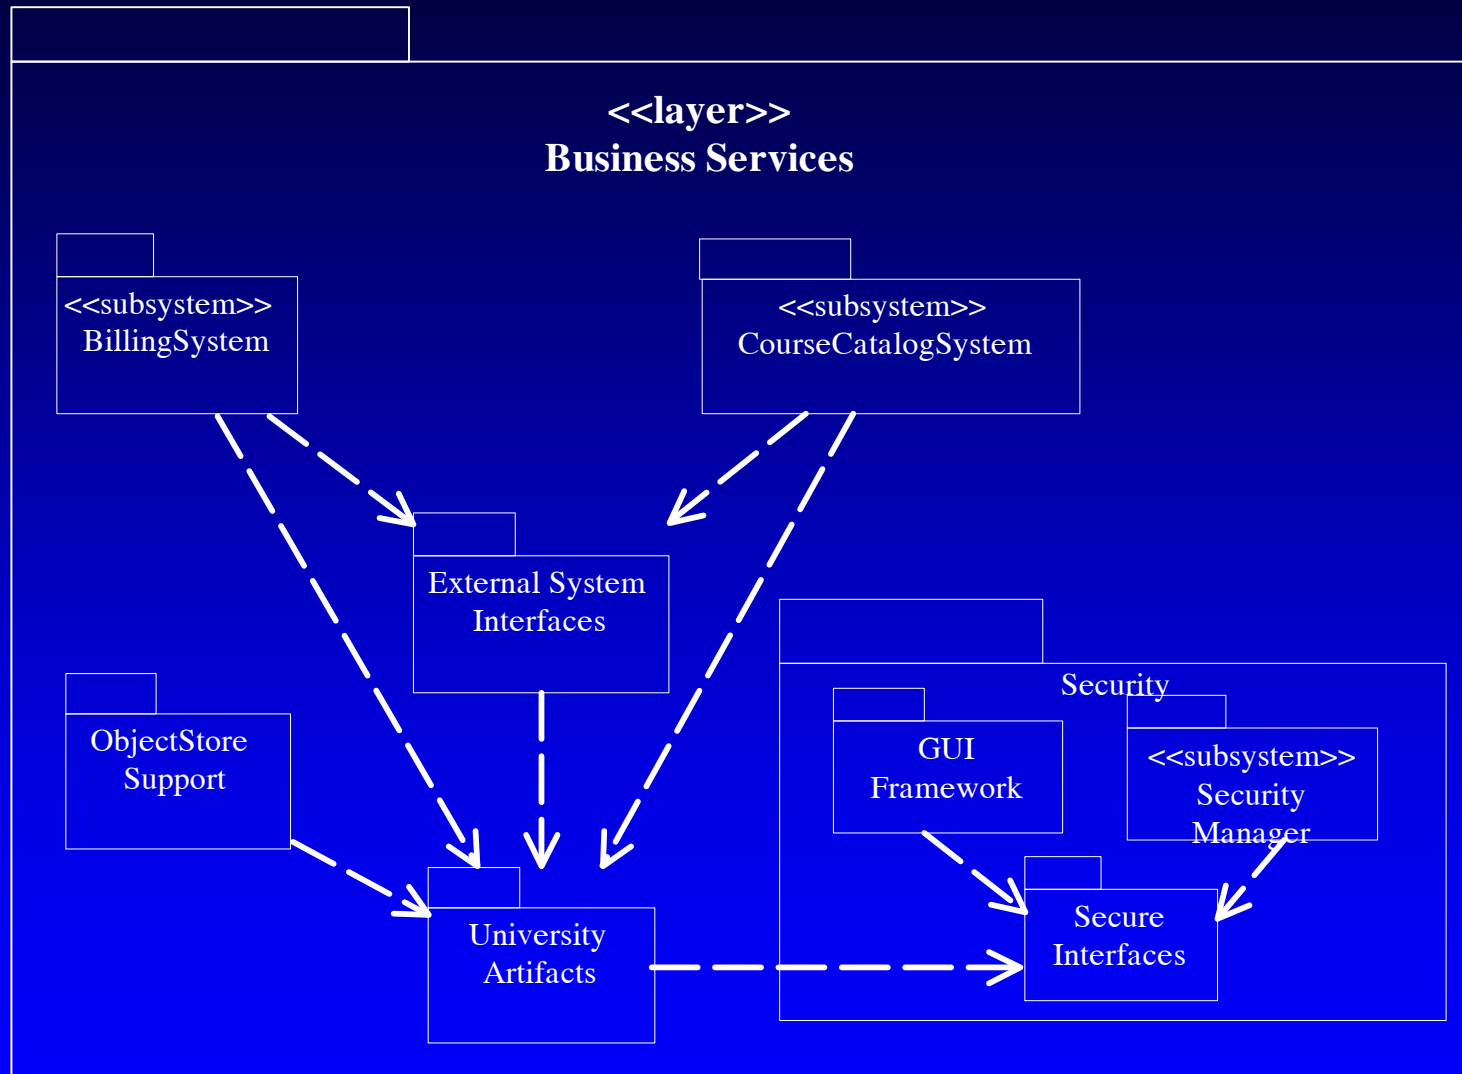 <<layer>>
Business Services
<<subsystem>>
BillingSystem
<<subsystem>>
CourseCatalogSystem
External System
Interfaces
Security
ObjectStore
Support
GUI
Framework
<<subsystem>>
Security
Manager
University
Artifacts
Secure
Interfaces